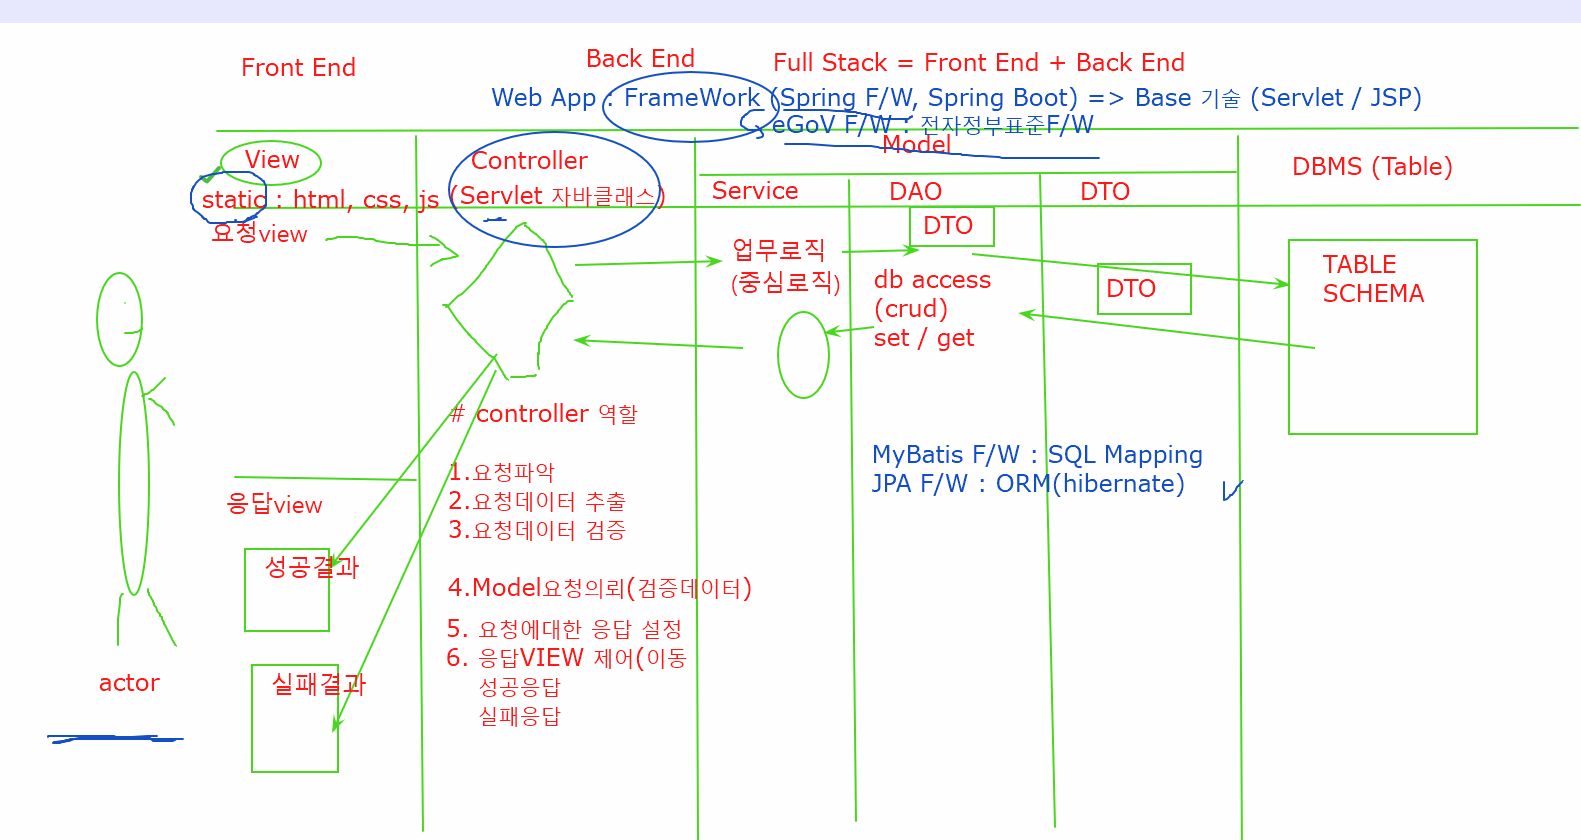 Front End
Back End
Full Stack = Front End + Back End
Web App : FrameWork (Spring F/W, Spring Boot) => Base 기술 (Servlet / JSP)
eGoV F/W : 전자정부표준F/W
View
Controller
Model
DBMS (Table)
static : html, css, js
(Servlet 자바클래스)
Service
DAO
DTO
요청view
DTO
업무로직
(중심로직)
db access
(crud)
set / get
DTO
TABLE
SCHEMA
# controller 역할
1.요청파악
2.요청데이터 추출
3.요청데이터 검증
4.Model요청의뢰(검증데이터)
5. 요청에대한 응답 설정
6. 응답VIEW 제어(이동
성공응답
실패응답
MyBatis F/W : SQL Mapping
JPA F/W : ORM(hibernate)
응답view
성공결과
실패결과
actor